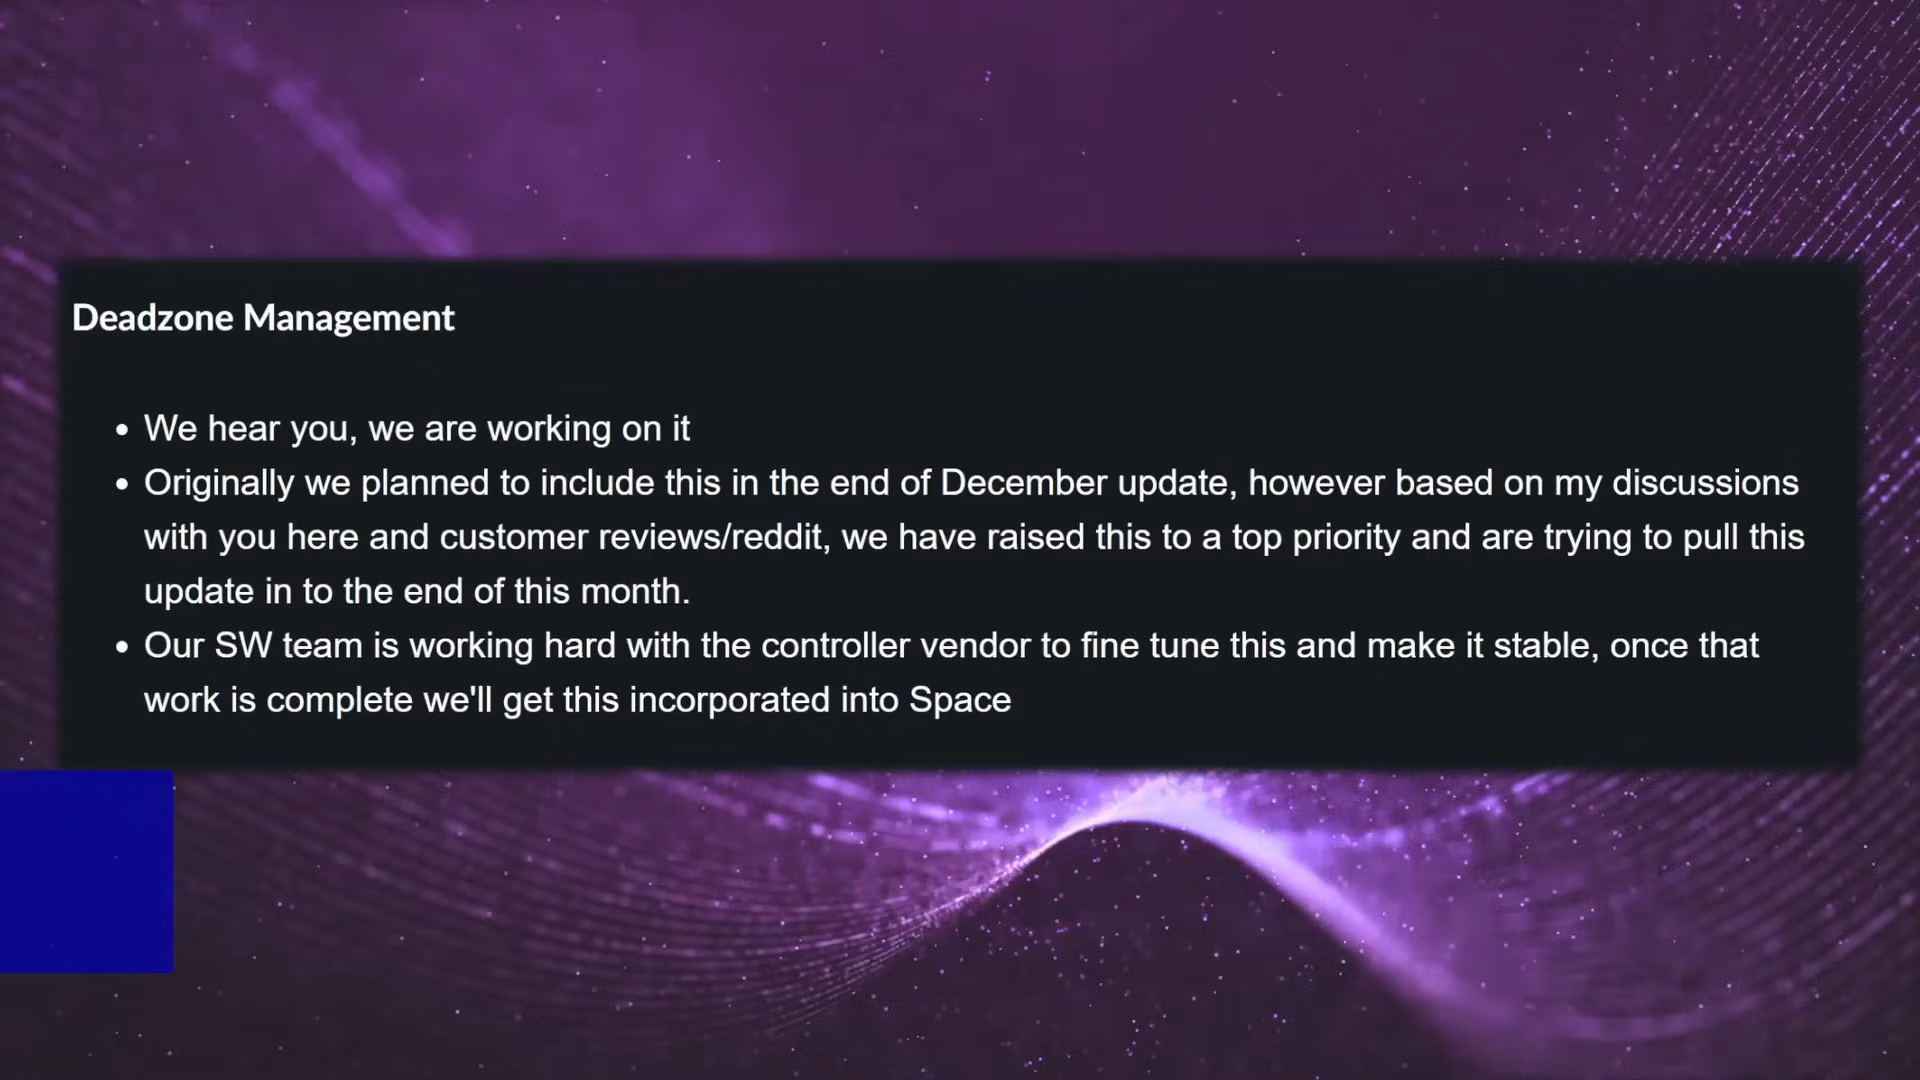 Deadzone Management
• We hear you, we are working on it
• Originally we planned to include this in the end of December update, however based on my discussions
with you here and customer reviews/reddit, we have raised this to a top priority and are trying to pull this
update in to the end of this month.
• Our SW team is working hard with the controller vendor to fine tune this and make it stable, once that
work is complete we'll get this incorporated into Space